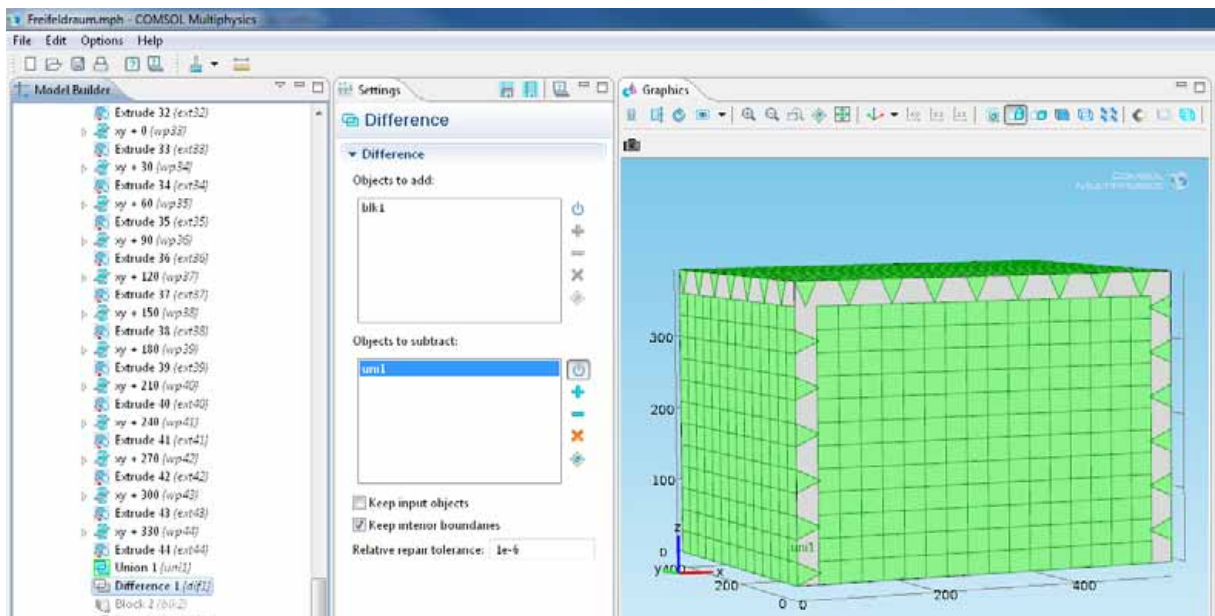 Freifeldraum.mph - COMSOL Multiphysics
File Edit Options Help
Model Builder
Extrude 32 (ext32)
xy + 0 (wp33)
Extrude 33 (ext33)
xy + 30 (wp34)
Extrude 34 (ext34)
xy + 60 (wp35)
Extrude 35 (ext35)
xy + 90 (wp36)
Extrude 36 (ext36)
xy + 120 (wp37)
Extrude 37 (ext37)
xy + 150 (wp38)
Extrude 38 (ext38)
xy + 180 (wp39)
Extrude 39 (ext39)
xy + 210 (wp40)
Extrude 40 (ext40)
xy + 240 (wp41)
Extrude 41 (ext41)
xy + 270 (wp42)
Extrude 42 (ext42)
xy + 300 (wp43)
Extrude 43 (ext43)
xy + 330 (wp44)
Extrude 44 (ext44)
Union 1 (uni1)
Difference 1 (dif1)
Block 2 (blk2)
Settings
Difference
Difference
Objects to add:
blk1
Objects to subtract:
uni1
Keep input objects
Keep interior boundaries
Relative repair tolerance: 1e-6
Graphics
COMSOL
MULTIPHYSICS
300
200
100
0
uni1
z
y
x
400
200
0
0
200
400